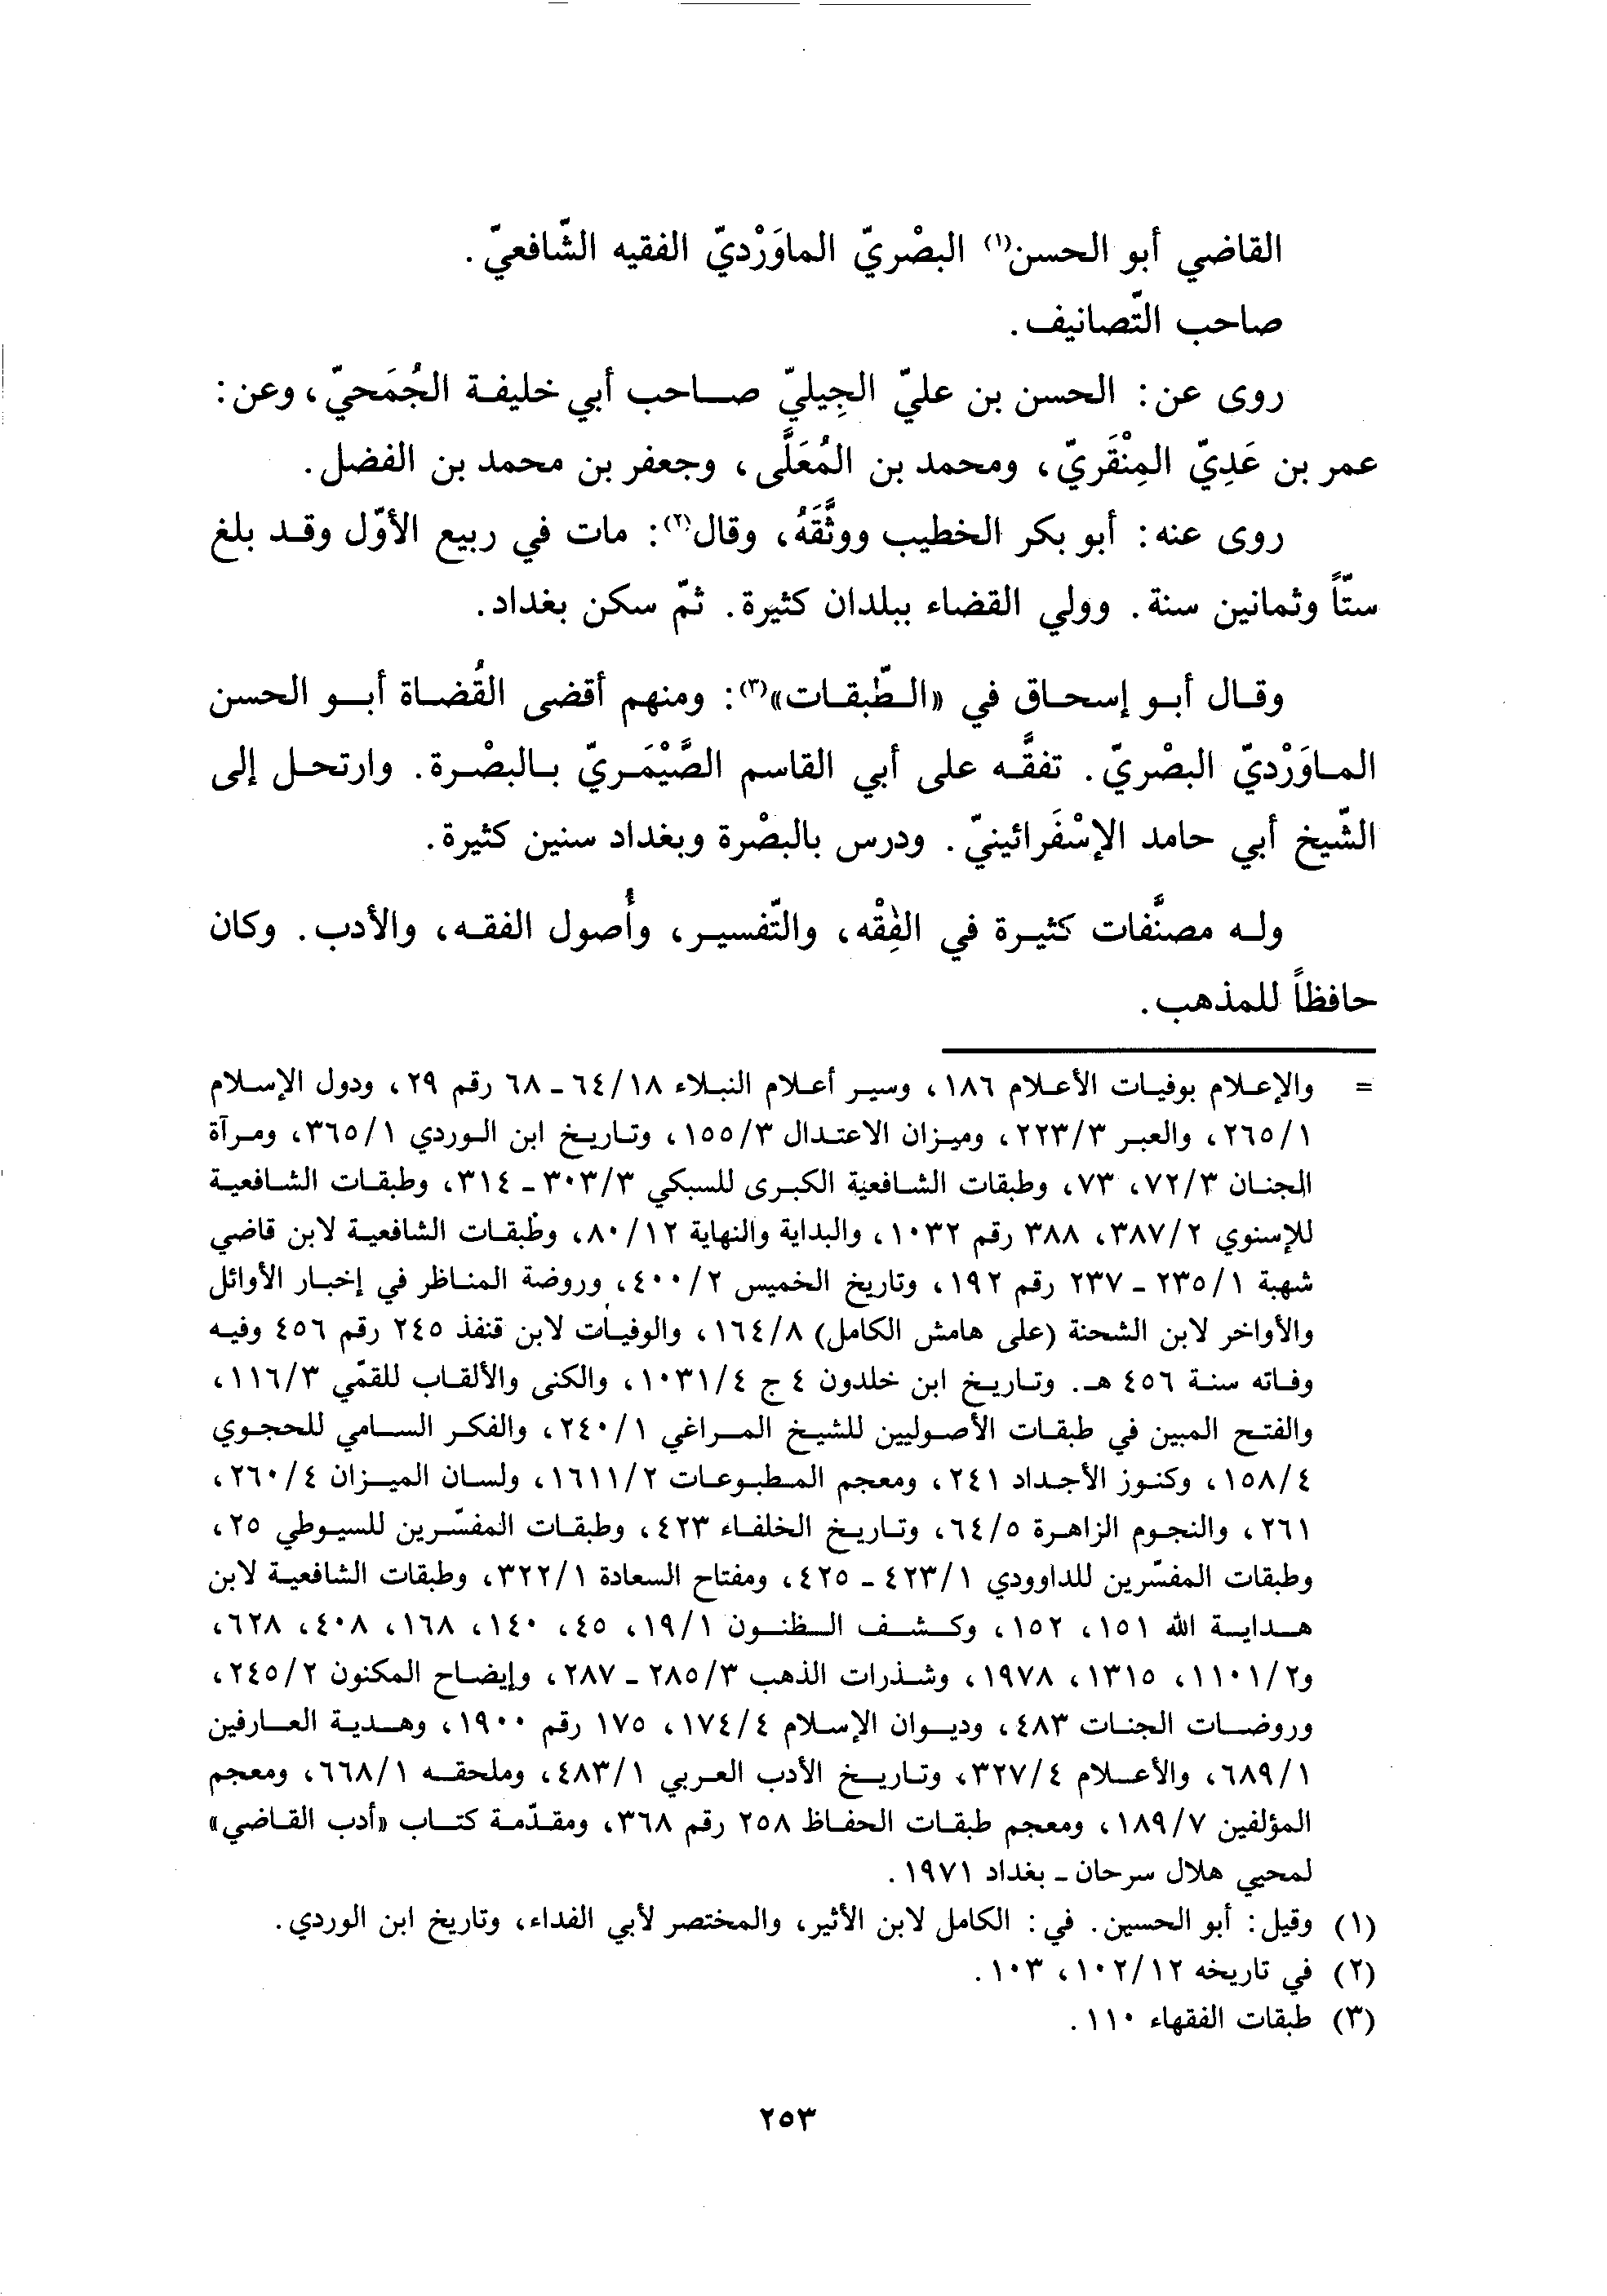 القاضي أبو الحسن(١) البصْريّ الماوَرْديّ الفقيه الشّافعيّ.
صاحب التّصانيف.
روى عن: الحسن بن عليّ الجِيليّ صاحب أبي خليفة الجُمَحيّ، وعن:
عمر بن عَدِيّ المِنْقَريّ، ومحمد بن المُعَلَّى، وجعفر بن محمد بن الفضل.
روى عنه: أبو بكر الخطيب ووثَّقَهُ، وقال(٢): مات في ربيع الأوّل وقد بلغ
ستّاً وثمانين سنة. وولي القضاء ببلدان كثيرة. ثمّ سكن بغداد.
وقال أبو إسحاق في «الطّبقات»(٣): ومنهم أقضى القُضاة أبو الحسن
الماوَرْديّ البصْريّ. تفقَّه على أبي القاسم الصَّيْمَريّ بالبصْرة. وارتحل إلى
الشّيخ أبي حامد الإسْفَرائينيّ. ودرس بالبصْرة وبغداد سنين كثيرة.
وله مصنَّفات كثيرة في الفِقْه، والتّفسير، وأُصول الفقه، والأدب. وكان
حافظاً للمذهب.
= والإعلام بوفيات الأعلام ١٨٦، وسير أعلام النبلاء ١٨/ ٦٤ - ٦٨ رقم ٢٩، ودول الإسلام
١/ ٢٦٥، والعبر ٣/ ٢٢٣، وميزان الاعتدال ٣/ ١٥٥، وتاريخ ابن الوردي ١/ ٣٦٥، ومرآة
الجنان ٣/ ٧٢، ٧٣، وطبقات الشافعية الكبرى للسبكي ٣/ ٣٠٣ - ٣١٤، وطبقات الشافعية
للإسنوي ٢/ ٣٨٧، ٣٨٨ رقم ١٠٣٢، والبداية والنهاية ١٢/ ٨٠، وطبقات الشافعية لابن قاضي
شهبة ١/ ٢٣٥ - ٢٣٧ رقم ١٩٢، وتاريخ الخميس ٢/ ٤٠٠، وروضة المناظر في إخبار الأوائل
والأواخر لابن الشحنة (على هامش الكامل) ٨/ ١٦٤، والوفيات لابن قنفذ ٢٤٥ رقم ٤٥٦ وفيه
وفاته سنة ٤٥٦ هـ. وتاريخ ابن خلدون ٤ ج ٤/ ١٠٣١، والكنى والألقاب للقمّي ٣/ ١١٦،
والفتح المبين في طبقات الأصوليين للشيخ المراغي ١/ ٢٤٠، والفكر السامي للحجوي
٤/ ١٥٨، وكنوز الأجداد ٢٤١، ومعجم المطبوعات ٢/ ١٦١١، ولسان الميزان ٤/ ٢٦٠،
٢٦١، والنجوم الزاهرة ٥/ ٦٤، وتاريخ الخلفاء ٤٢٣، وطبقات المفسّرين للسيوطي ٢٥،
وطبقات المفسّرين للداوودي ١/ ٤٢٣ - ٤٢٥، ومفتاح السعادة ١/ ٣٢٢، وطبقات الشافعية لابن
هداية الله ١٥١، ١٥٢، وكشف الظنون ١/ ١٩، ٤٥، ١٤٠، ١٦٨، ٤٠٨، ٦٢٨،
و٢/ ١١٠١، ١٣١٥، ١٩٧٨، وشذرات الذهب ٣/ ٢٨٥ - ٢٨٧، وإيضاح المكنون ٢/ ٢٤٥،
وروضات الجنات ٤٨٣، وديوان الإسلام ٤/ ١٧٤، ١٧٥ رقم ١٩٠٠، وهدية العارفين
١/ ٦٨٩، والأعلام ٤/ ٣٢٧، وتاريخ الأدب العربي ١/ ٤٨٣، وملحقه ١/ ٦٦٨، ومعجم
المؤلفين ٧/ ١٨٩، ومعجم طبقات الحفاظ ٢٥٨ رقم ٣٦٨، ومقدّمة كتاب «أدب القاضي»
لمحيي هلال سرحان - بغداد ١٩٧١.
(١) وقيل: أبو الحسين. في: الكامل لابن الأثير، والمختصر لأبي الفداء، وتاريخ ابن الوردي.
(٢) في تاريخه ١٢/ ١٠٢، ١٠٣.
(٣) طبقات الفقهاء ١١٠.
٢٥٣